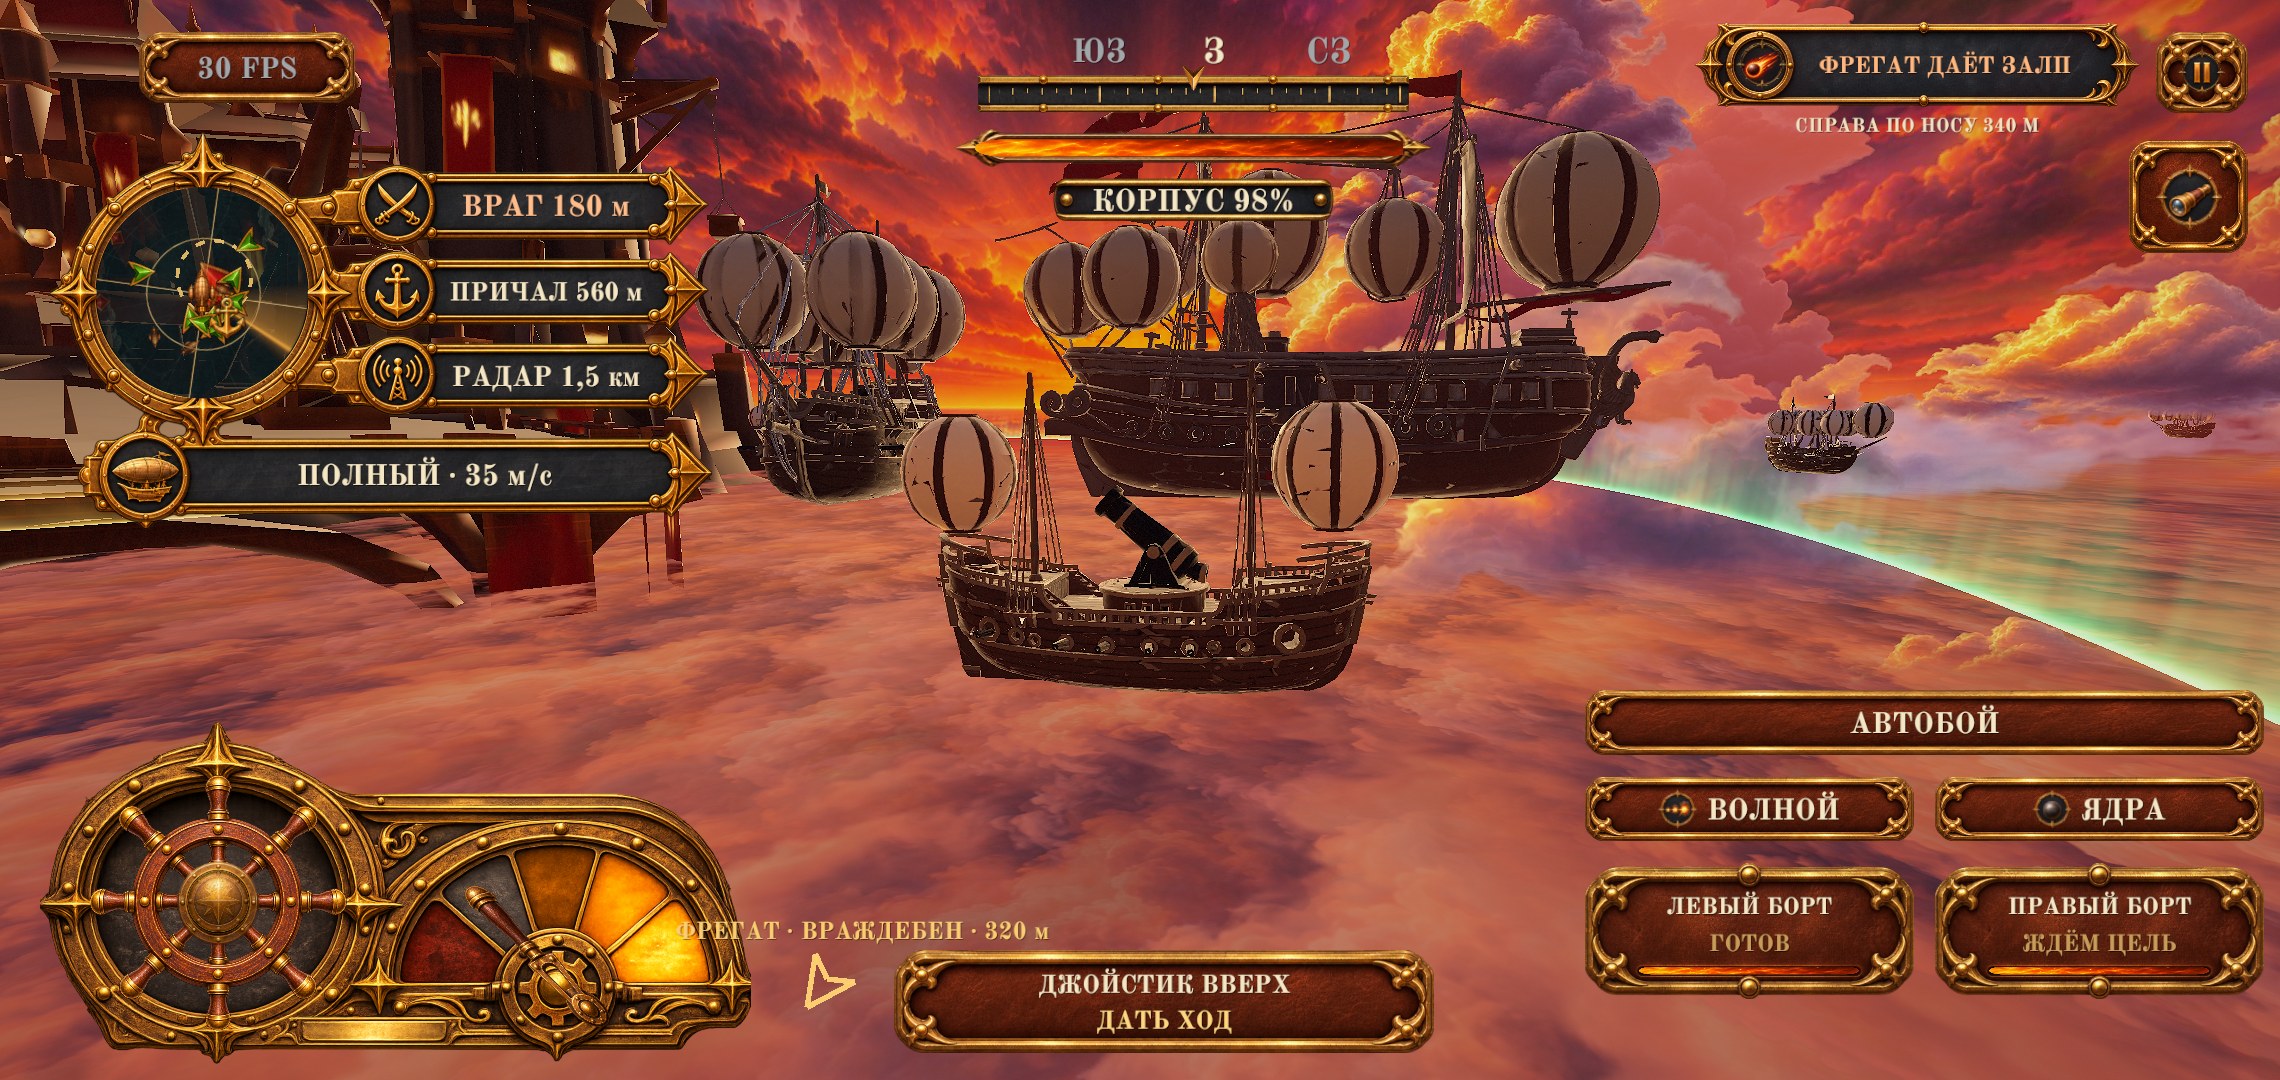 30 FPS
ЮЗ З СЗ
ФРЕГАТ ДАЁТ ЗАЛП
СПРАВА ПО НОСУ 340 М
ВРАГ 180 м
КОРПУС 98%
ПРИЧАЛ 560 м
РАДАР 1,5 км
ПОЛНЫЙ · 35 м/с
АВТОБОЙ
ВОЛНОЙ
ЯДРА
ЛЕВЫЙ БОРТ
ГОТОВ
ПРАВЫЙ БОРТ
ЖДЁМ ЦЕЛЬ
ФРЕГАТ · ВРАЖДЕБЕН · 320 м
ДЖОЙСТИК ВВЕРХ
ДАТЬ ХОД